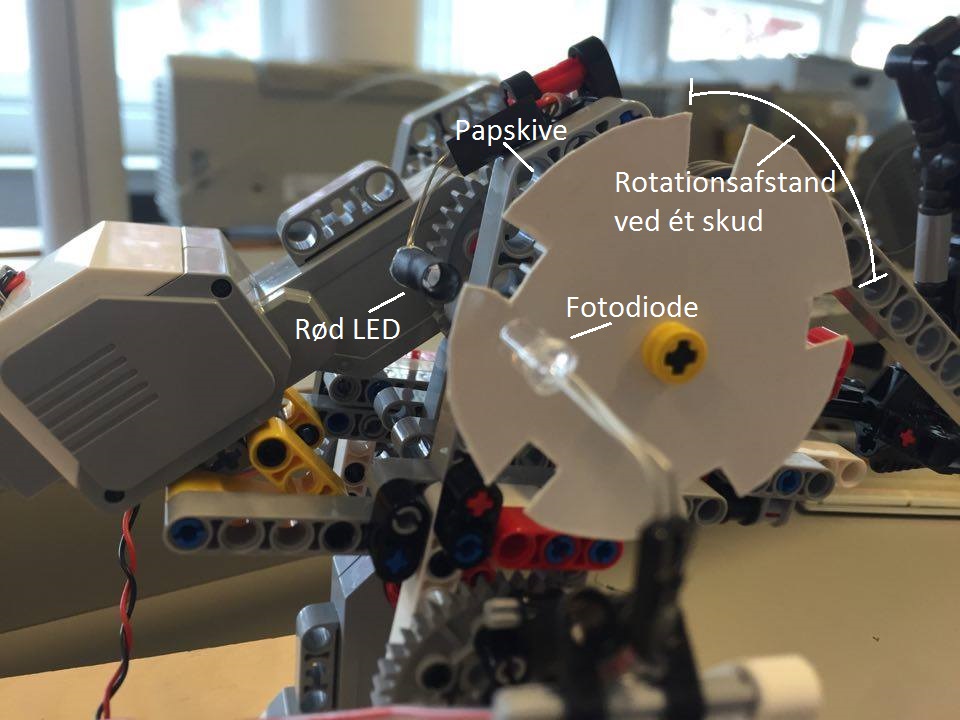 Papskive
Rotationsafstand
ved ét skud
Fotodiode
Rød LED